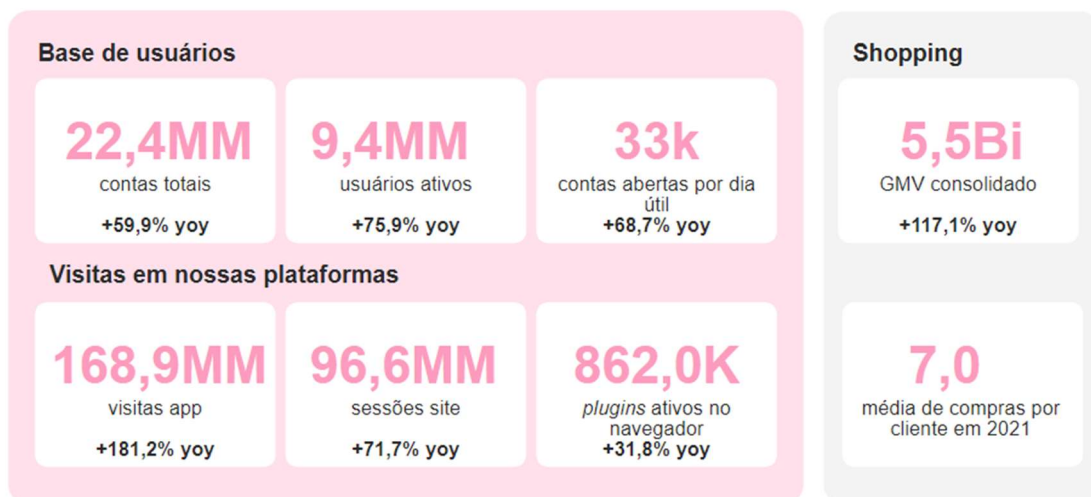 Base de usuários
22,4MM
contas totais
+59,9% yoy
9,4MM
usuários ativos
+75,9% yoy
33k
contas abertas por dia
útil
+68,7% yoy
Visitas em nossas plataformas
168,9MM
visitas app
+181,2% yoy
96,6MM
sessões site
+71,7% yoy
862,0K
plugins ativos no
navegador
+31,8% yoy
Shopping
5,5Bi
GMV consolidado
+117,1% yoy
7,0
média de compras por
cliente em 2021